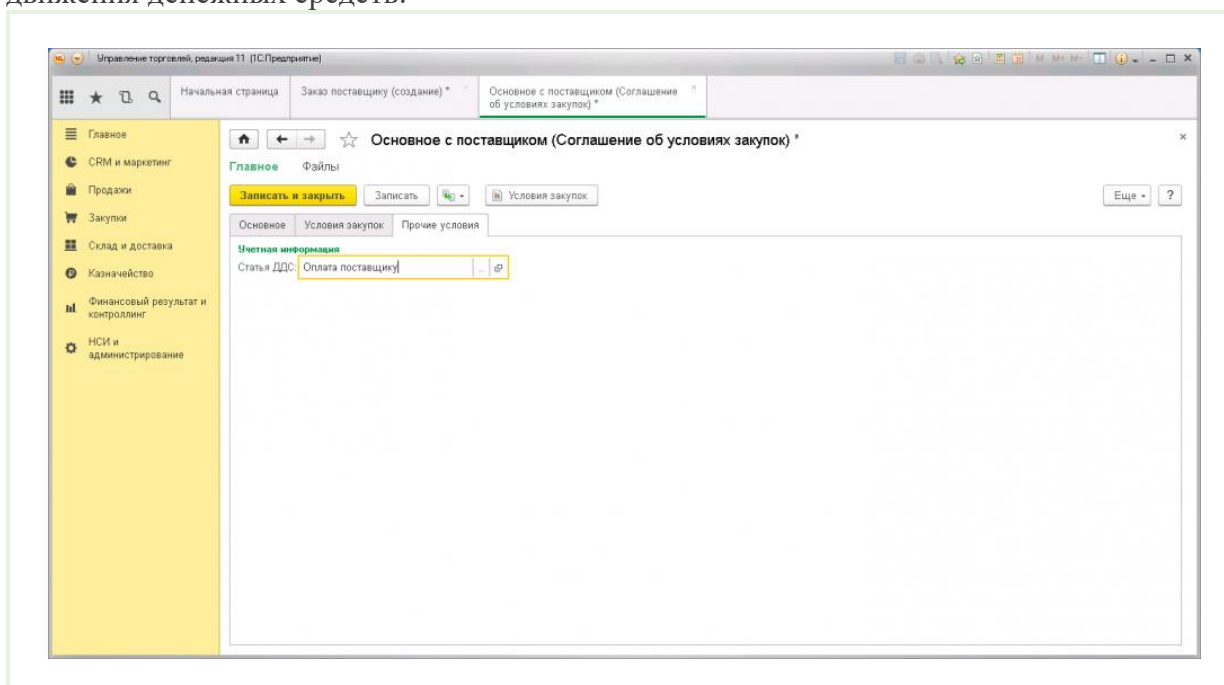 движения денежных средств.
Управление торговлей, редакция 11 (1С:Предприятие)
M M+ M-
Начальная страница
Заказ поставщику (создание) *
Основное с поставщиком (Соглашение
об условиях закупок) *
Главное
CRM и маркетинг
Продажи
Закупки
Склад и доставка
Казначейство
Финансовый результат и
контроллинг
НСИ и
администрирование
Основное с поставщиком (Соглашение об условиях закупок) *
Главное Файлы
Записать и закрыть Записать Условия закупок Еще ?
Основное Условия закупок Прочие условия
Учетная информация
Статья ДДС: Оплата поставщику ...